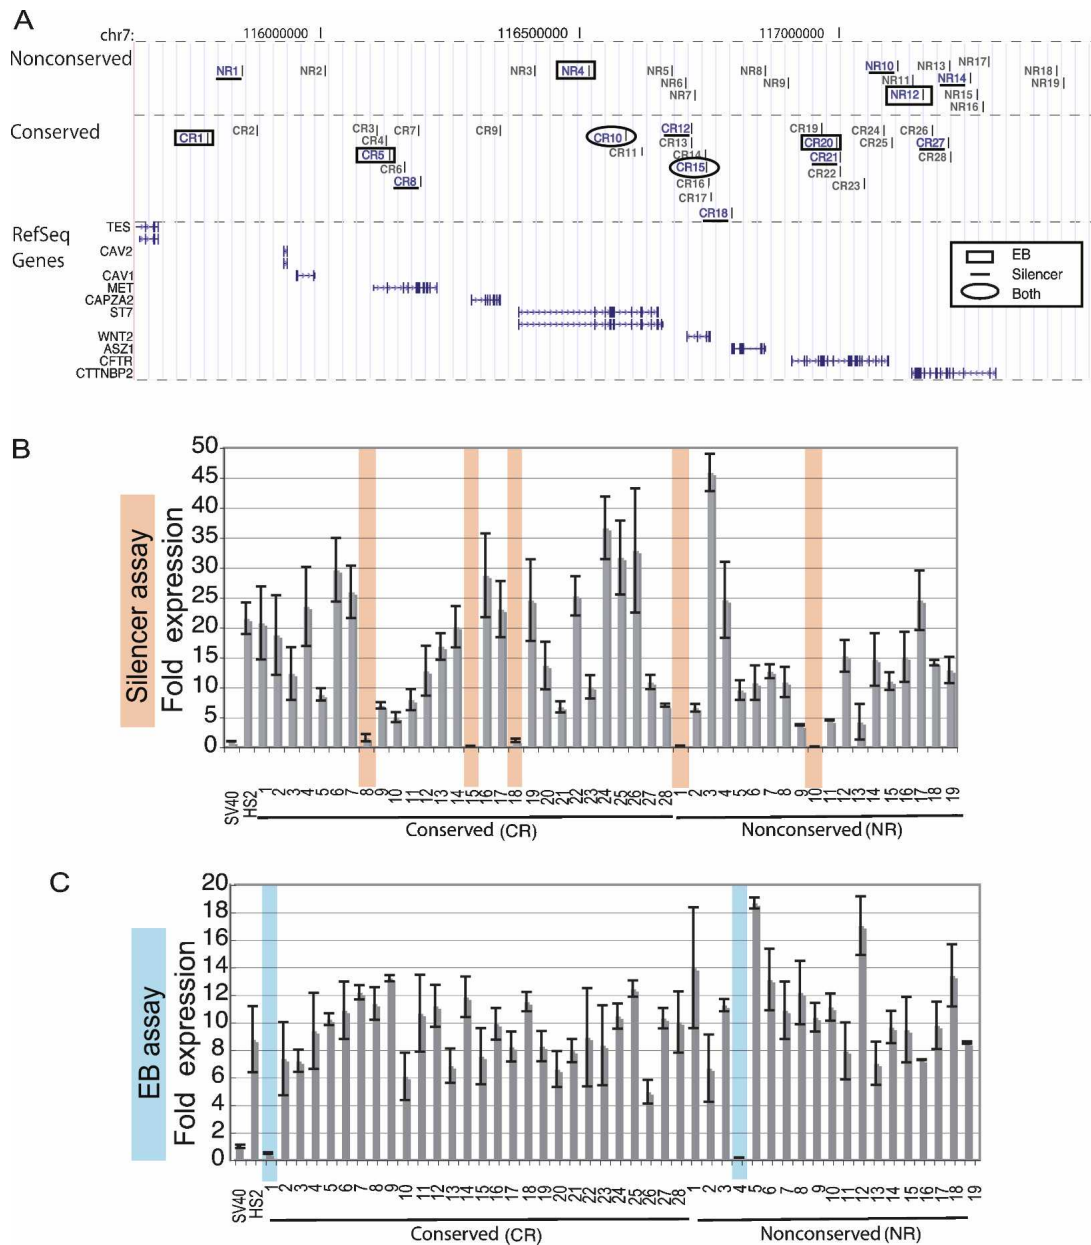 A
chr7: 116000000 116500000 117000000
Nonconserved
NR17
NR1 NR2 NR3 NR4 NR5 NR8 NR10 NR13 NR18
NR6 NR9 NR11 NR14 NR19
NR7 NR12 NR15
NR16
Conserved
CR3 CR7 CR9 CR12 CR19 CR24 CR26
CR1 CR2 CR4 CR10 CR13 CR20 CR25 CR27
CR5 CR11 CR14 CR21 CR28
CR6 CR15 CR22
CR8 CR16 CR23
CR17
CR18
RefSeq
Genes
TES
CAV2
CAV1
MET
CAPZA2
ST7
WNT2
ASZ1
CFTR
CTTNBP2
EB
Silencer
Both
B
Silencer assay
Fold expression
50
45
40
35
30
25
20
15
10
5
0
SV40 HS2 1 2 3 4 5 6 7 8 9 10 11 12 13 14 15 16 17 18 19 20 21 22 23 24 25 26 27 28 1 2 3 4 5 6 7 8 9 10 11 12 13 14 15 16 17 18 19
Conserved (CR) Nonconserved (NR)
C
EB assay
Fold expression
20
18
16
14
12
10
8
6
4
2
0
SV40 HS2 1 2 3 4 5 6 7 8 9 10 11 12 13 14 15 16 17 18 19 20 21 22 23 24 25 26 27 28 1 2 3 4 5 6 7 8 9 10 11 12 13 14 15 16 17 18 19
Conserved (CR) Nonconserved (NR)